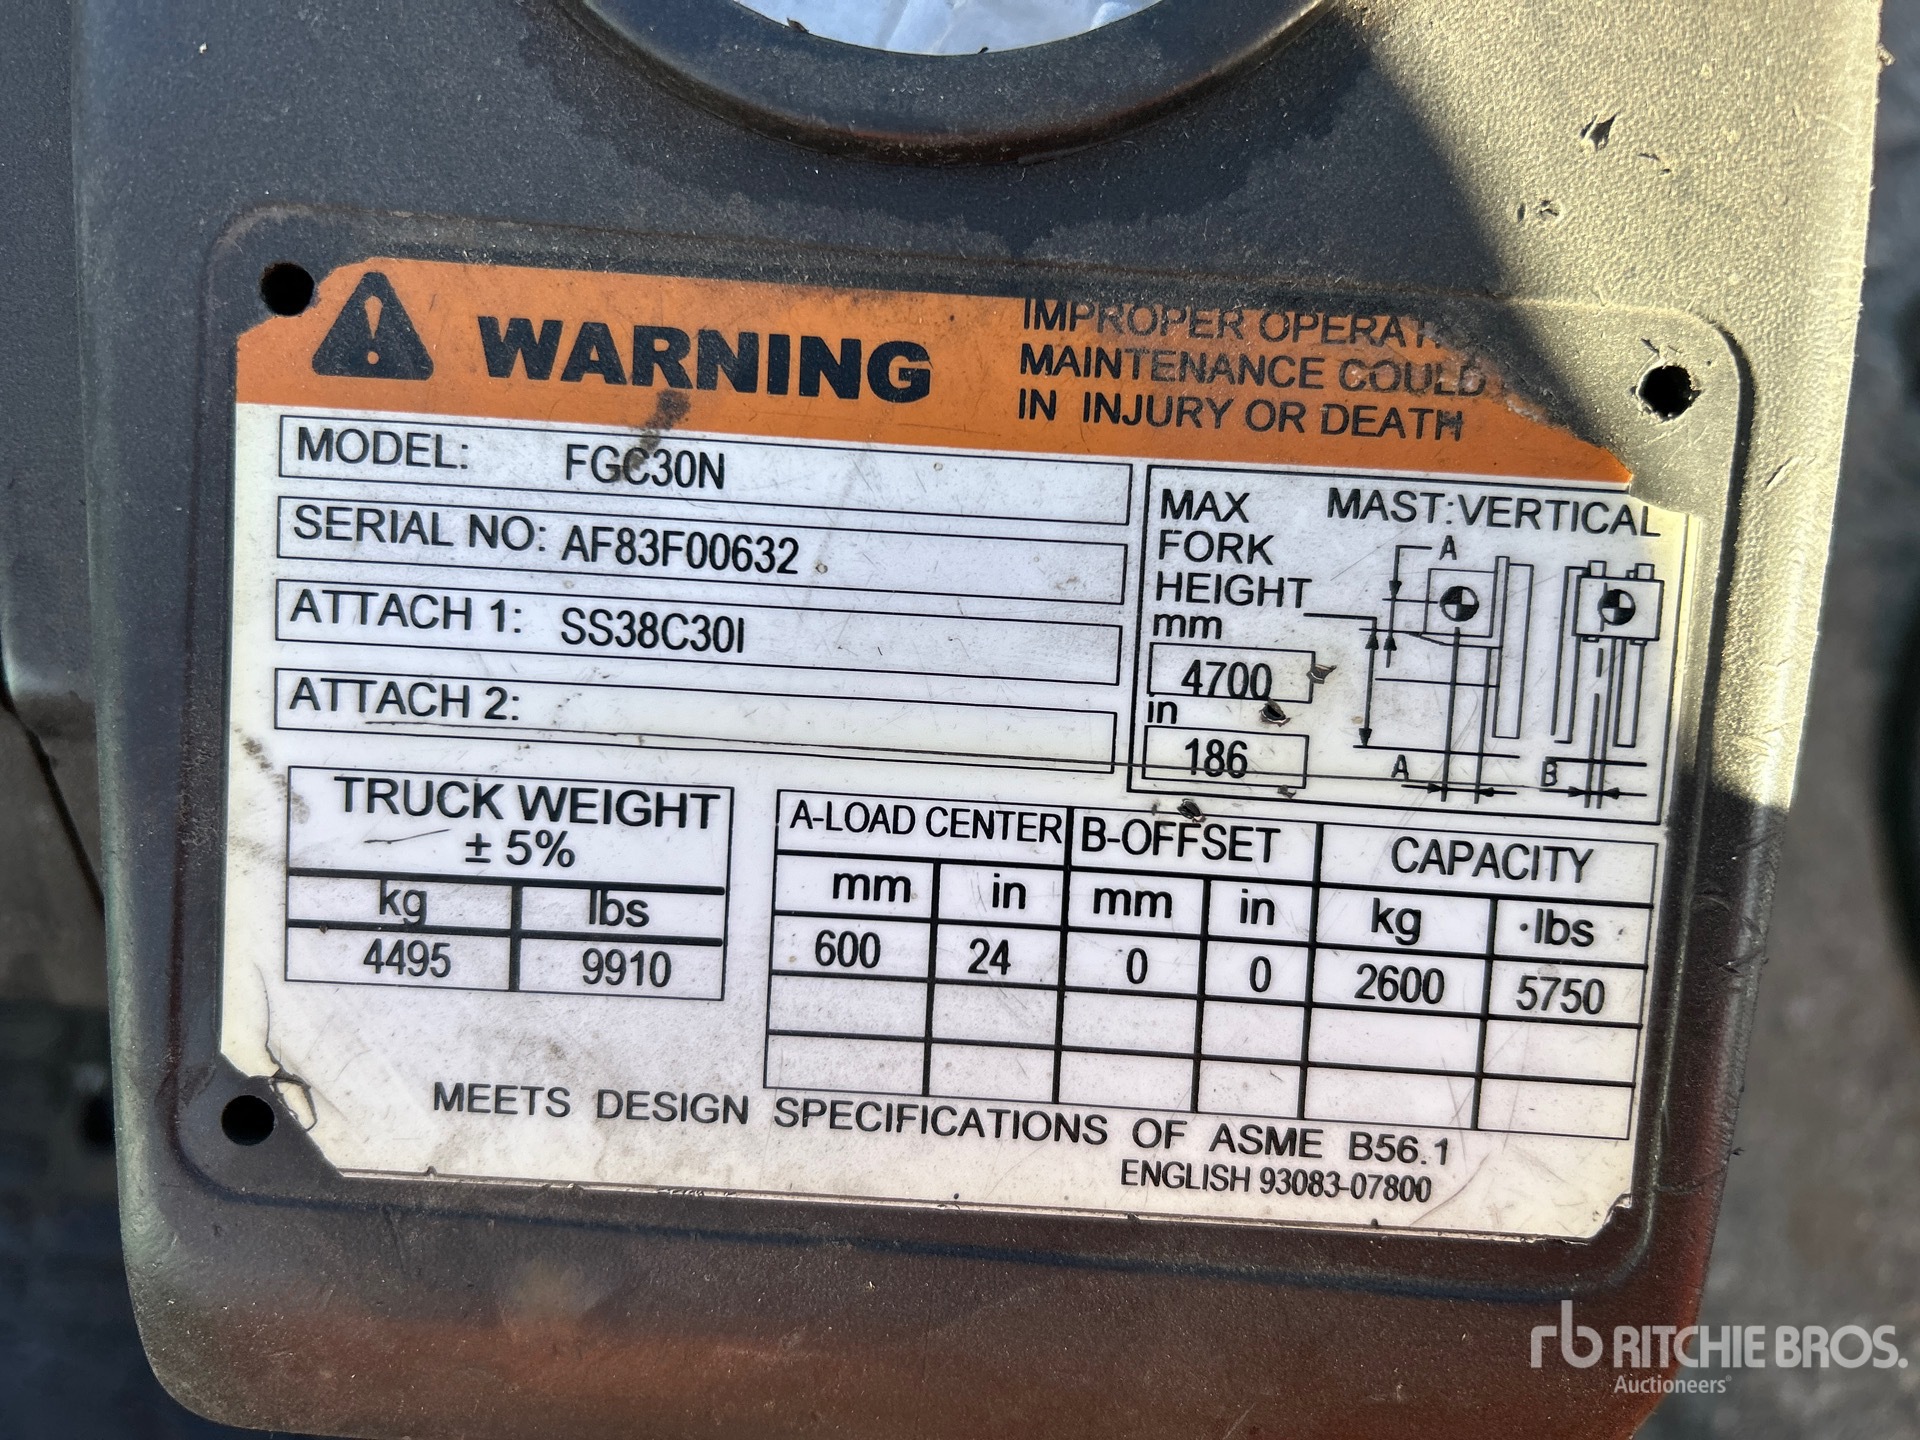 WARNING
IMPROPER OPERAT
MAINTENANCE COULD
IN INJURY OR DEATH
MODEL: FGC30N
SERIAL NO: AF83F00632
ATTACH 1: SS38C30I
ATTACH 2:
MAX FORK HEIGHT
mm
4700
in
186
MAST:VERTICAL
A
A
B
TRUCK WEIGHT
± 5%
kg lbs
4495 9910
A-LOAD CENTER B-OFFSET CAPACITY
mm in mm in kg lbs
600 24 0 0 2600 5750
MEETS DESIGN SPECIFICATIONS OF ASME B56.1
ENGLISH 93083-07800
rb RITCHIE BROS.
Auctioneers